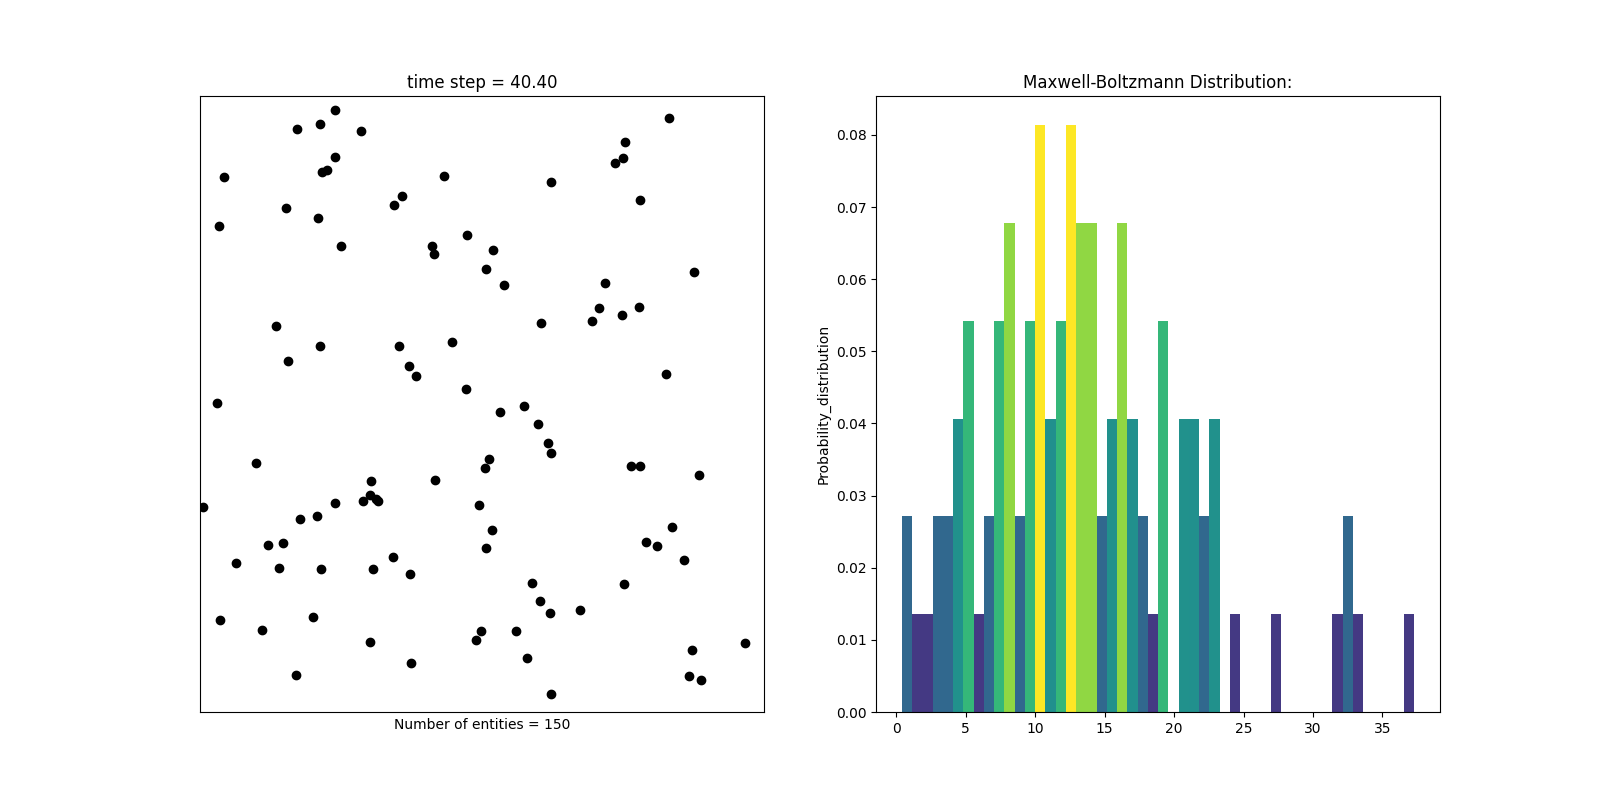 time step = 40.40
Number of entities = 150
Maxwell-Boltzmann Distribution:
Probability_distribution
0.08
0.07
0.06
0.05
0.04
0.03
0.02
0.01
0.00
0 5 10 15 20 25 30 35